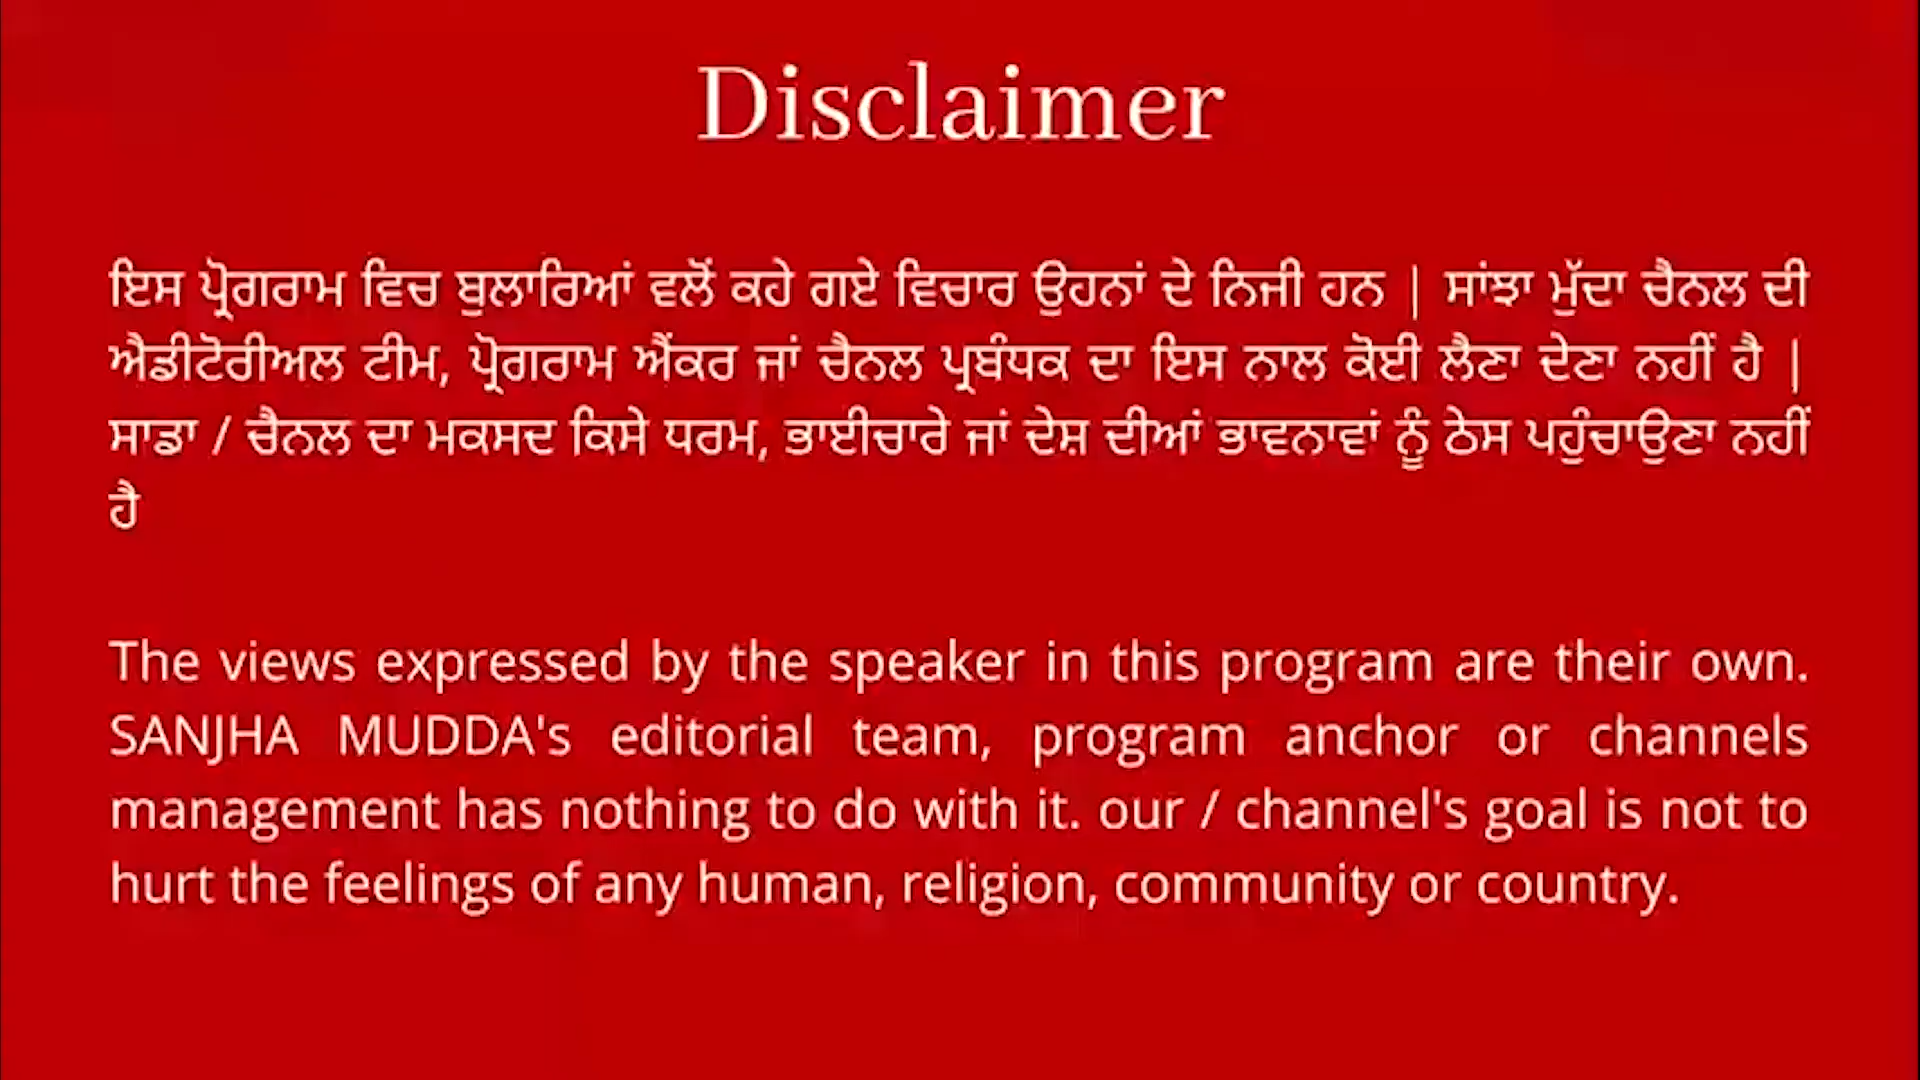 Disclaimer
ਇਸ ਪ੍ਰੋਗਰਾਮ ਵਿਚ ਬੁਲਾਰਿਆਂ ਵਲੋਂ ਕਹੇ ਗਏ ਵਿਚਾਰ ਉਹਨਾਂ ਦੇ ਨਿਜੀ ਹਨ | ਸਾਂਝਾ ਮੁੱਦਾ ਚੈਨਲ ਦੀ
ਐਡੀਟੋਰੀਅਲ ਟੀਮ, ਪ੍ਰੋਗਰਾਮ ਐਂਕਰ ਜਾਂ ਚੈਨਲ ਪ੍ਰਬੰਧਕ ਦਾ ਇਸ ਨਾਲ ਕੋਈ ਲੈਣਾ ਦੇਣਾ ਨਹੀਂ ਹੈ |
ਸਾਡਾ / ਚੈਨਲ ਦਾ ਮਕਸਦ ਕਿਸੇ ਧਰਮ, ਭਾਈਚਾਰੇ ਜਾਂ ਦੇਸ਼ ਦੀਆਂ ਭਾਵਨਾਵਾਂ ਨੂੰ ਠੇਸ ਪਹੁੰਚਾਉਣਾ ਨਹੀਂ
ਹੈ
The views expressed by the speaker in this program are their own.
SANJHA MUDDA's editorial team, program anchor or channels
management has nothing to do with it. our / channel's goal is not to
hurt the feelings of any human, religion, community or country.